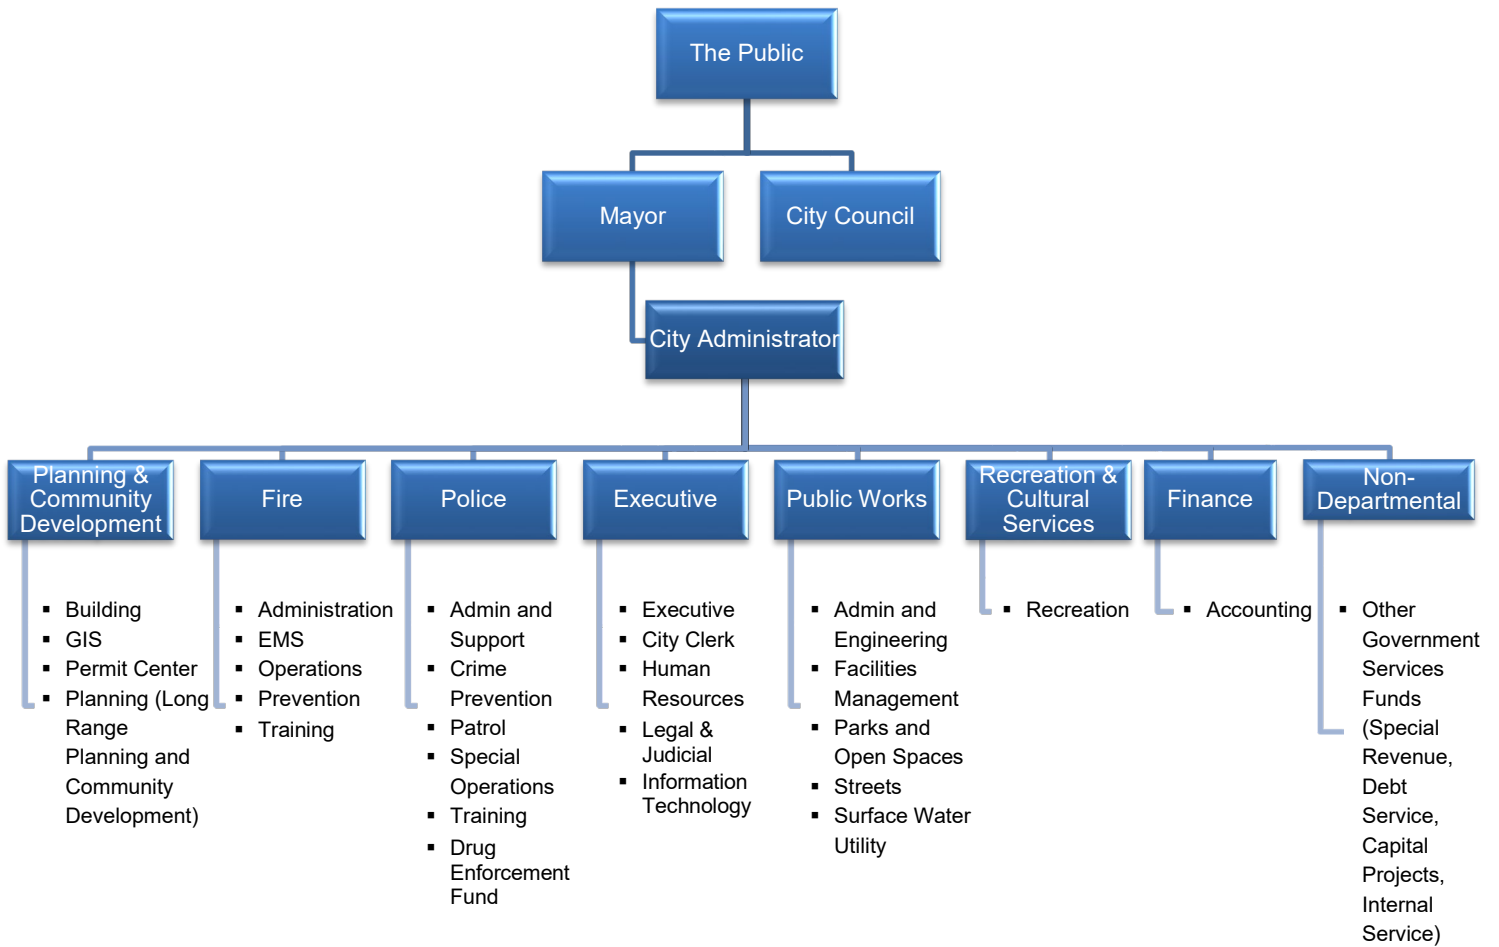 The Public
Mayor
City Council
City Administrator
Planning &
Community
Development
Fire
Police
Executive
Public Works
Recreation &
Cultural
Services
Finance
Non-
Departmental
▪ Building
▪ GIS
▪ Permit Center
▪ Planning (Long
Range
Planning and
Community
Development)
▪ Administration
▪ EMS
▪ Operations
▪ Prevention
▪ Training
▪ Admin and
Support
▪ Crime
Prevention
▪ Patrol
▪ Special
Operations
▪ Training
▪ Drug
Enforcement
Fund
▪ Executive
▪ City Clerk
▪ Human
Resources
▪ Legal &
Judicial
▪ Information
Technology
▪ Admin and
Engineering
▪ Facilities
Management
▪ Parks and
Open Spaces
▪ Streets
▪ Surface Water
Utility
▪ Recreation
▪ Accounting
▪ Other
Government
Services
Funds
(Special
Revenue,
Debt
Service,
Capital
Projects,
Internal
Service)